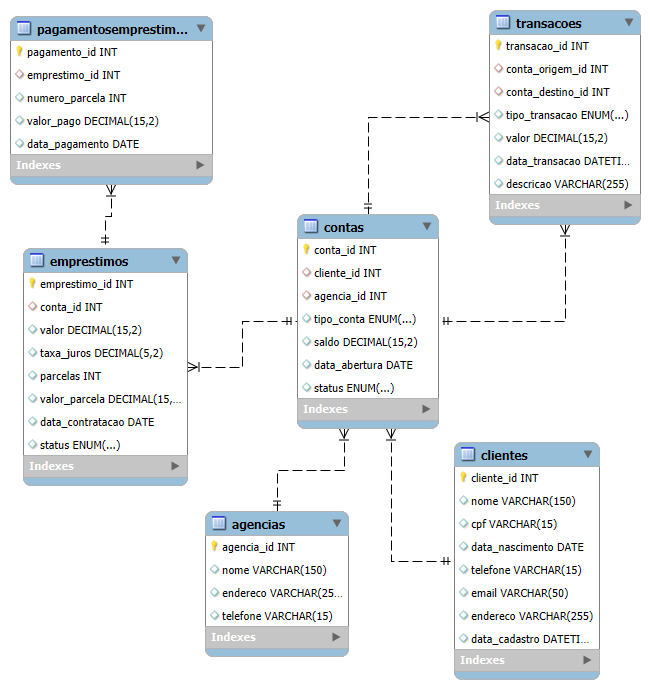 pagamentosemprestim...
pagamento_id INT
emprestimo_id INT
numero_parcela INT
valor_pago DECIMAL(15,2)
data_pagamento DATE
Indexes
transacoes
transacao_id INT
conta_origem_id INT
conta_destino_id INT
tipo_transacao ENUM(...)
valor DECIMAL(15,2)
data_transacao DATETI...
descricao VARCHAR(255)
Indexes
contas
conta_id INT
cliente_id INT
agencia_id INT
tipo_conta ENUM(...)
saldo DECIMAL(15,2)
data_abertura DATE
status ENUM(...)
Indexes
emprestimos
emprestimo_id INT
conta_id INT
valor DECIMAL(15,2)
taxa_juros DECIMAL(5,2)
parcelas INT
valor_parcela DECIMAL(15,...
data_contratacao DATE
status ENUM(...)
Indexes
agencias
agencia_id INT
nome VARCHAR(150)
endereco VARCHAR(25...
telefone VARCHAR(15)
Indexes
clientes
cliente_id INT
nome VARCHAR(150)
cpf VARCHAR(15)
data_nascimento DATE
telefone VARCHAR(15)
email VARCHAR(50)
endereco VARCHAR(255)
data_cadastro DATETI...
Indexes